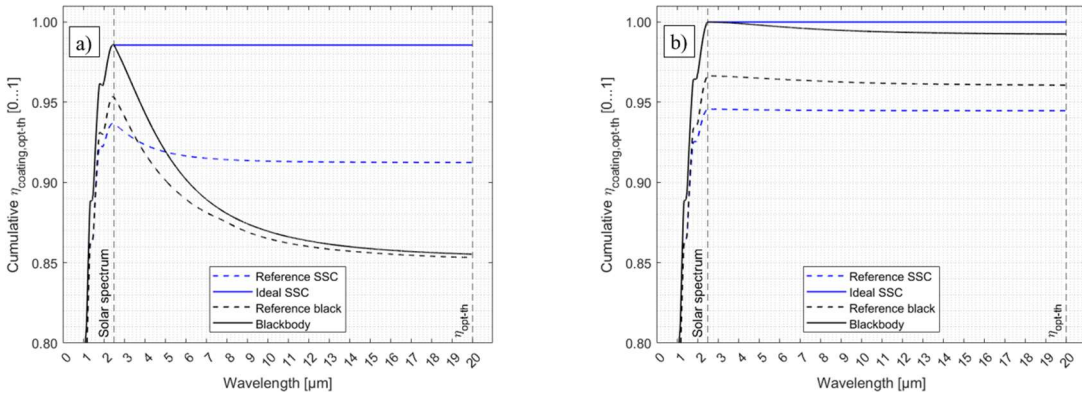 a)
Cumulative ηcoating,opt-th [0...1]
1.00
0.95
0.90
0.85
0.80
Solar spectrum
Reference SSC
Ideal SSC
Reference black
Blackbody
ηopt-th
0 1 2 3 4 5 6 7 8 9 10 11 12 13 14 15 16 17 18 19 20
Wavelength [µm]
b)
Cumulative ηcoating,opt-th [0...1]
1.00
0.95
0.90
0.85
0.80
Solar spectrum
Reference SSC
Ideal SSC
Reference black
Blackbody
ηopt-th
0 1 2 3 4 5 6 7 8 9 10 11 12 13 14 15 16 17 18 19 20
Wavelength [µm]